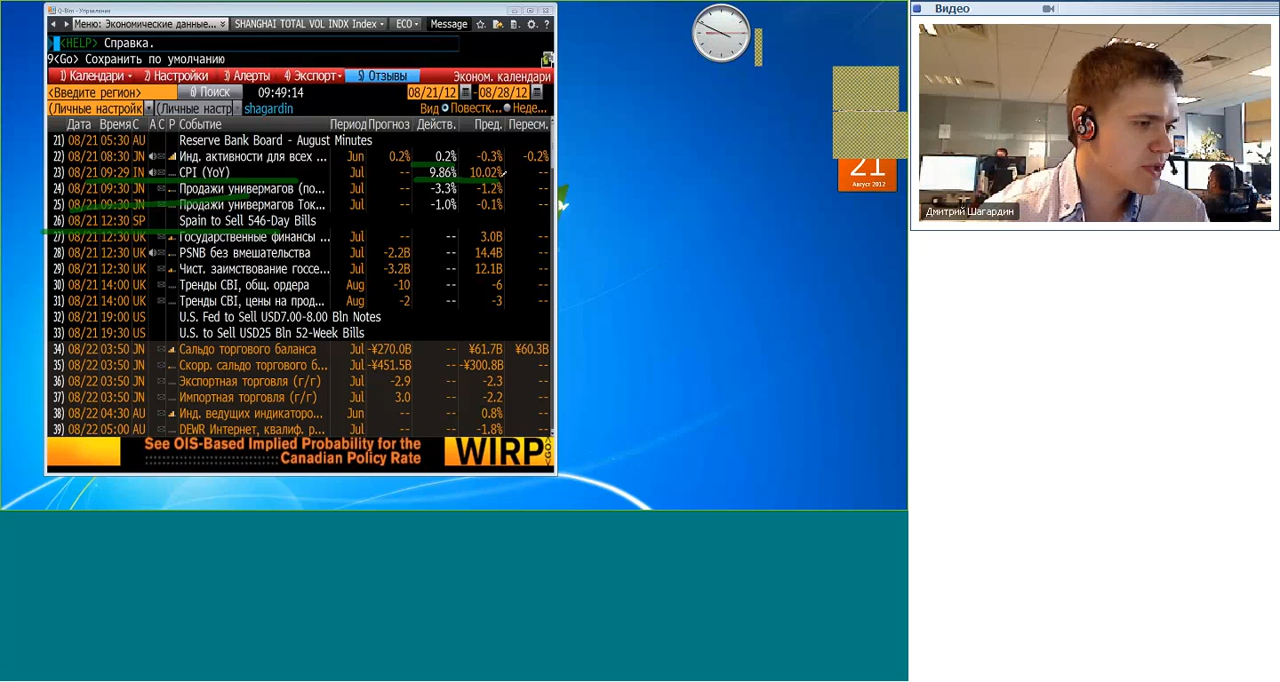 Q-Bin - Управление
Меню: Экономические данные... SHANGHAI TOTAL VOL INDX Index ECO Message ?
<HELP> Справка.
9<Go> Сохранить по умолчанию
1) Календари 2) Настройки 3) Алерты 4) Экспорт 5) Отзывы Эконом. календари
<Введите регион> 6) Поиск 09:49:14 08/21/12 - 08/28/12
(Личные настройк (Личные настр shagardin Вид Повестк... Неде...
Дата Время С А С Р Событие Период Прогноз Действ. Пред. Пересм.
21) 08/21 05:30 AU Reserve Bank Board - August Minutes
22) 08/21 08:30 JN Инд. активности для всех ... Jun 0.2% 0.2% -0.3% -0.2%
23) 08/21 09:29 IN CPI (YoY) Jul -- 9.86% 10.02% --
24) 08/21 09:30 JN Продажи универмагов (по... Jul -- -3.3% -1.2% --
25) 08/21 09:30 JN Продажи универмагов Ток... Jul -- -1.0% -0.1% --
26) 08/21 12:30 SP Spain to Sell 546-Day Bills
27) 08/21 12:30 UK Государственные финансы ... Jul -- -- 3.0B --
28) 08/21 12:30 UK PSNB без вмешательства Jul -2.2B -- 14.4B --
29) 08/21 12:30 UK Чист. заимствование госсе... Jul -3.2B -- 12.1B --
30) 08/21 14:00 UK Тренды CBI, общ. ордера Aug -10 -- -6 --
31) 08/21 14:00 UK Тренды CBI, цены на прод... Aug -2 -- -3 --
32) 08/21 19:00 US U.S. Fed to Sell USD7.00-8.00 Bln Notes
33) 08/21 19:30 US U.S. to Sell USD25 Bln 52-Week Bills
34) 08/22 03:50 JN Сальдо торгового баланса Jul -¥270.0B -- ¥61.7B ¥60.3B
35) 08/22 03:50 JN Скорр. сальдо торгового б... Jul -¥451.5B -- -¥300.8B --
36) 08/22 03:50 JN Экспортная торговля (г/г) Jul -2.9 -- -2.3 --
37) 08/22 03:50 JN Импортная торговля (г/г) Jul 3.0 -- -2.2 --
38) 08/22 04:30 AU Инд. ведущих индикаторо... Jun -- -- 0.8% --
39) 08/22 05:00 AU DEWR Интернет, квалиф. р... Jul -- -- -1.8% --
See OIS-Based Implied Probability for the
Canadian Policy Rate
WIRP <GO>
21
Август 2012
Видео
Дмитрий Шагардин